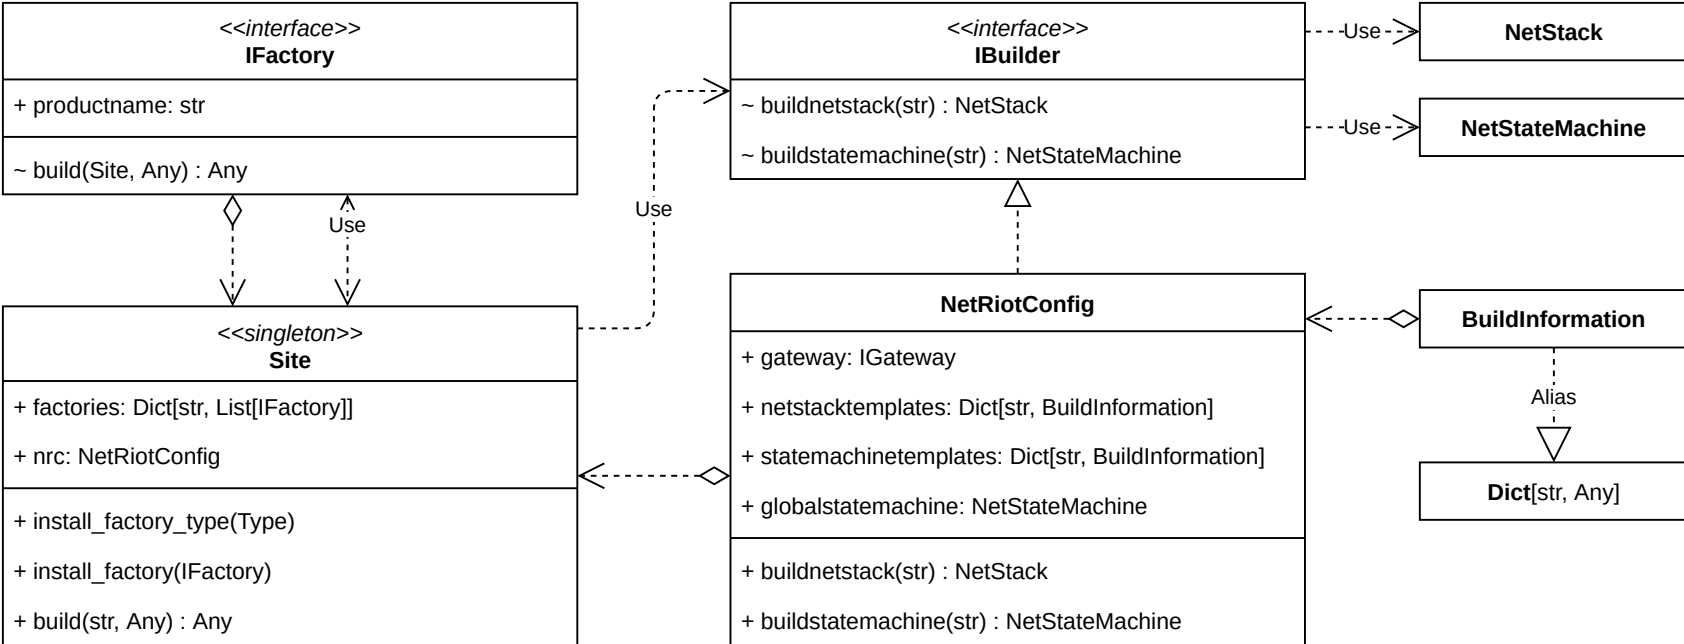 <<interface>>
IFactory
+ productname: str
~ build(Site, Any) : Any
Use
<<singleton>>
Site
+ factories: Dict[str, List[IFactory]]
+ nrc: NetRiotConfig
+ install_factory_type(Type)
+ install_factory(IFactory)
+ build(str, Any) : Any
Use
<<interface>>
IBuilder
~ buildnetstack(str) : NetStack
~ buildstatemachine(str) : NetStateMachine
Use
NetStack
Use
NetStateMachine
NetRiotConfig
+ gateway: IGateway
+ netstacktemplates: Dict[str, BuildInformation]
+ statemachinetemplates: Dict[str, BuildInformation]
+ globalstatemachine: NetStateMachine
+ buildnetstack(str) : NetStack
+ buildstatemachine(str) : NetStateMachine
BuildInformation
Alias
Dict[str, Any]